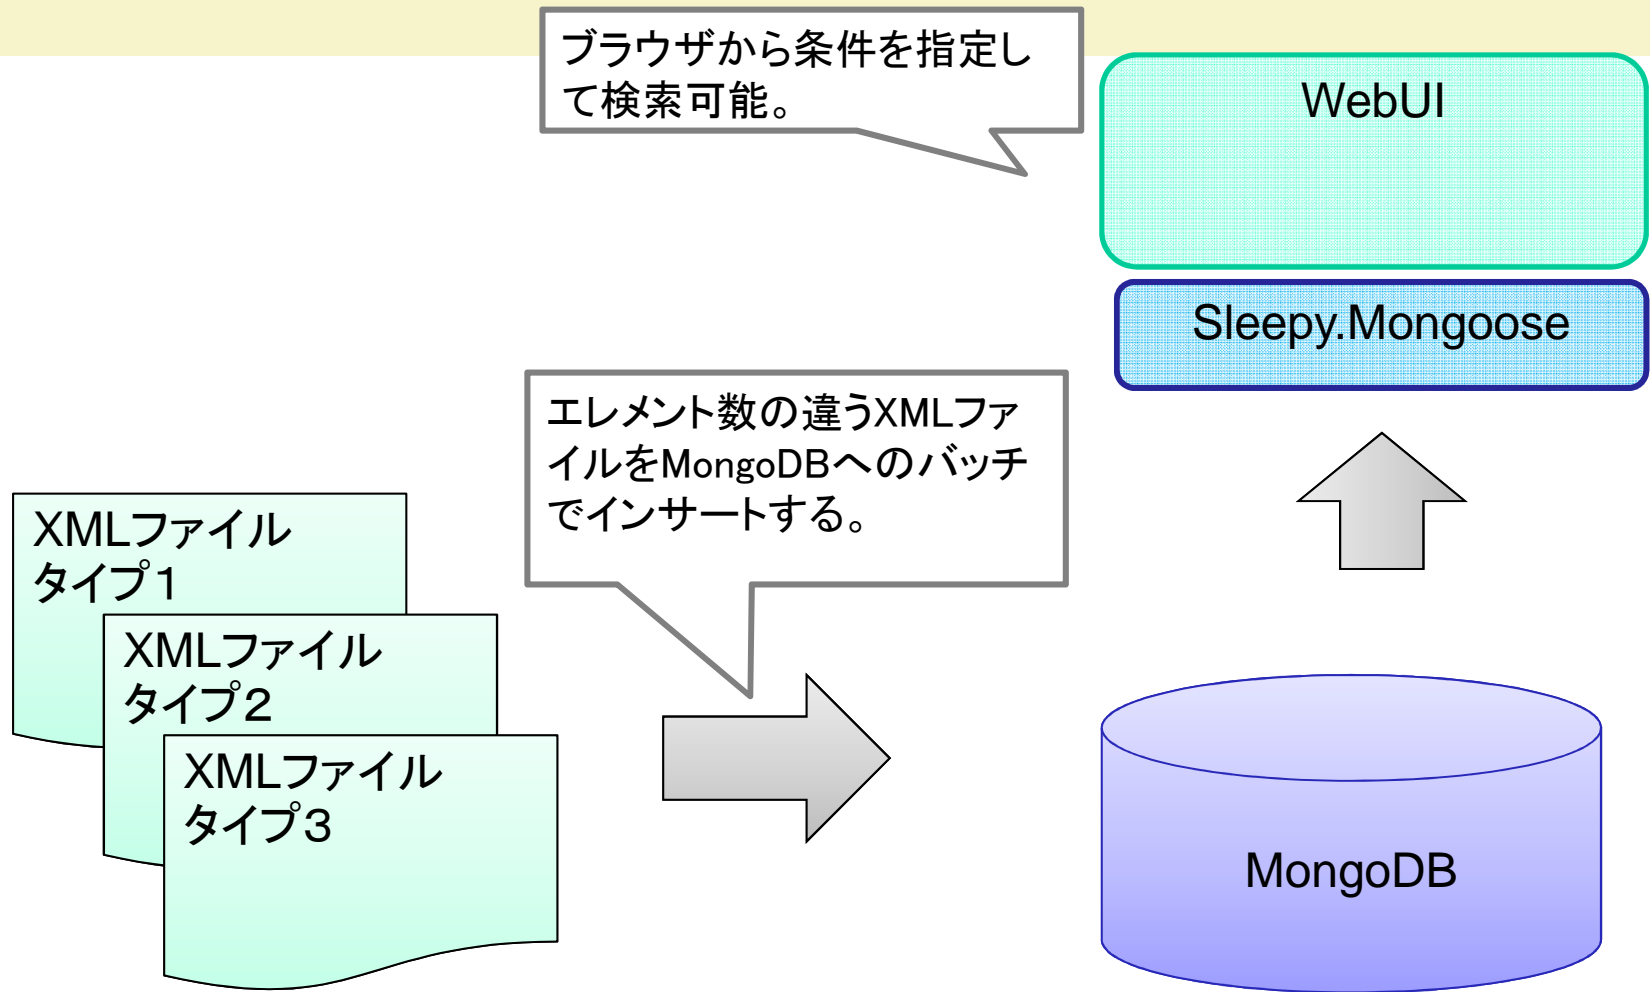 ブラウザから条件を指定し
て検索可能。
WebUI
Sleepy.Mongoose
エレメント数の違うXMLファ
イルをMongoDBへのバッチ
でインサートする。
XMLファイル
タイプ１
XMLファイル
タイプ２
XMLファイル
タイプ３
MongoDB